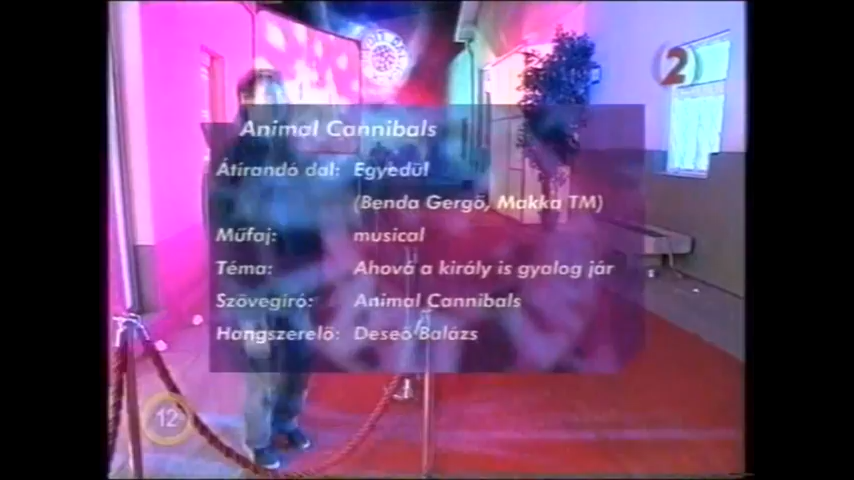 2
Animal Cannibals
Átírandó dal: Egyedül
(Benda Gergő, Makka TM)
Műfaj: musical
Téma: Ahová a király is gyalog jár
Szövegíró: Animal Cannibals
Hangszerelő: Deseő Balázs
12